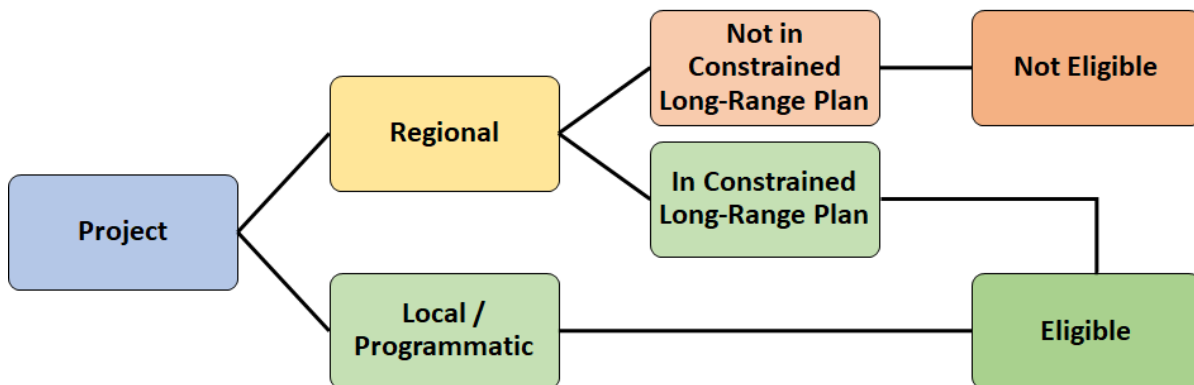 Project
Regional
Not in
Constrained
Long-Range Plan
Not Eligible
In Constrained
Long-Range Plan
Local /
Programmatic
Eligible